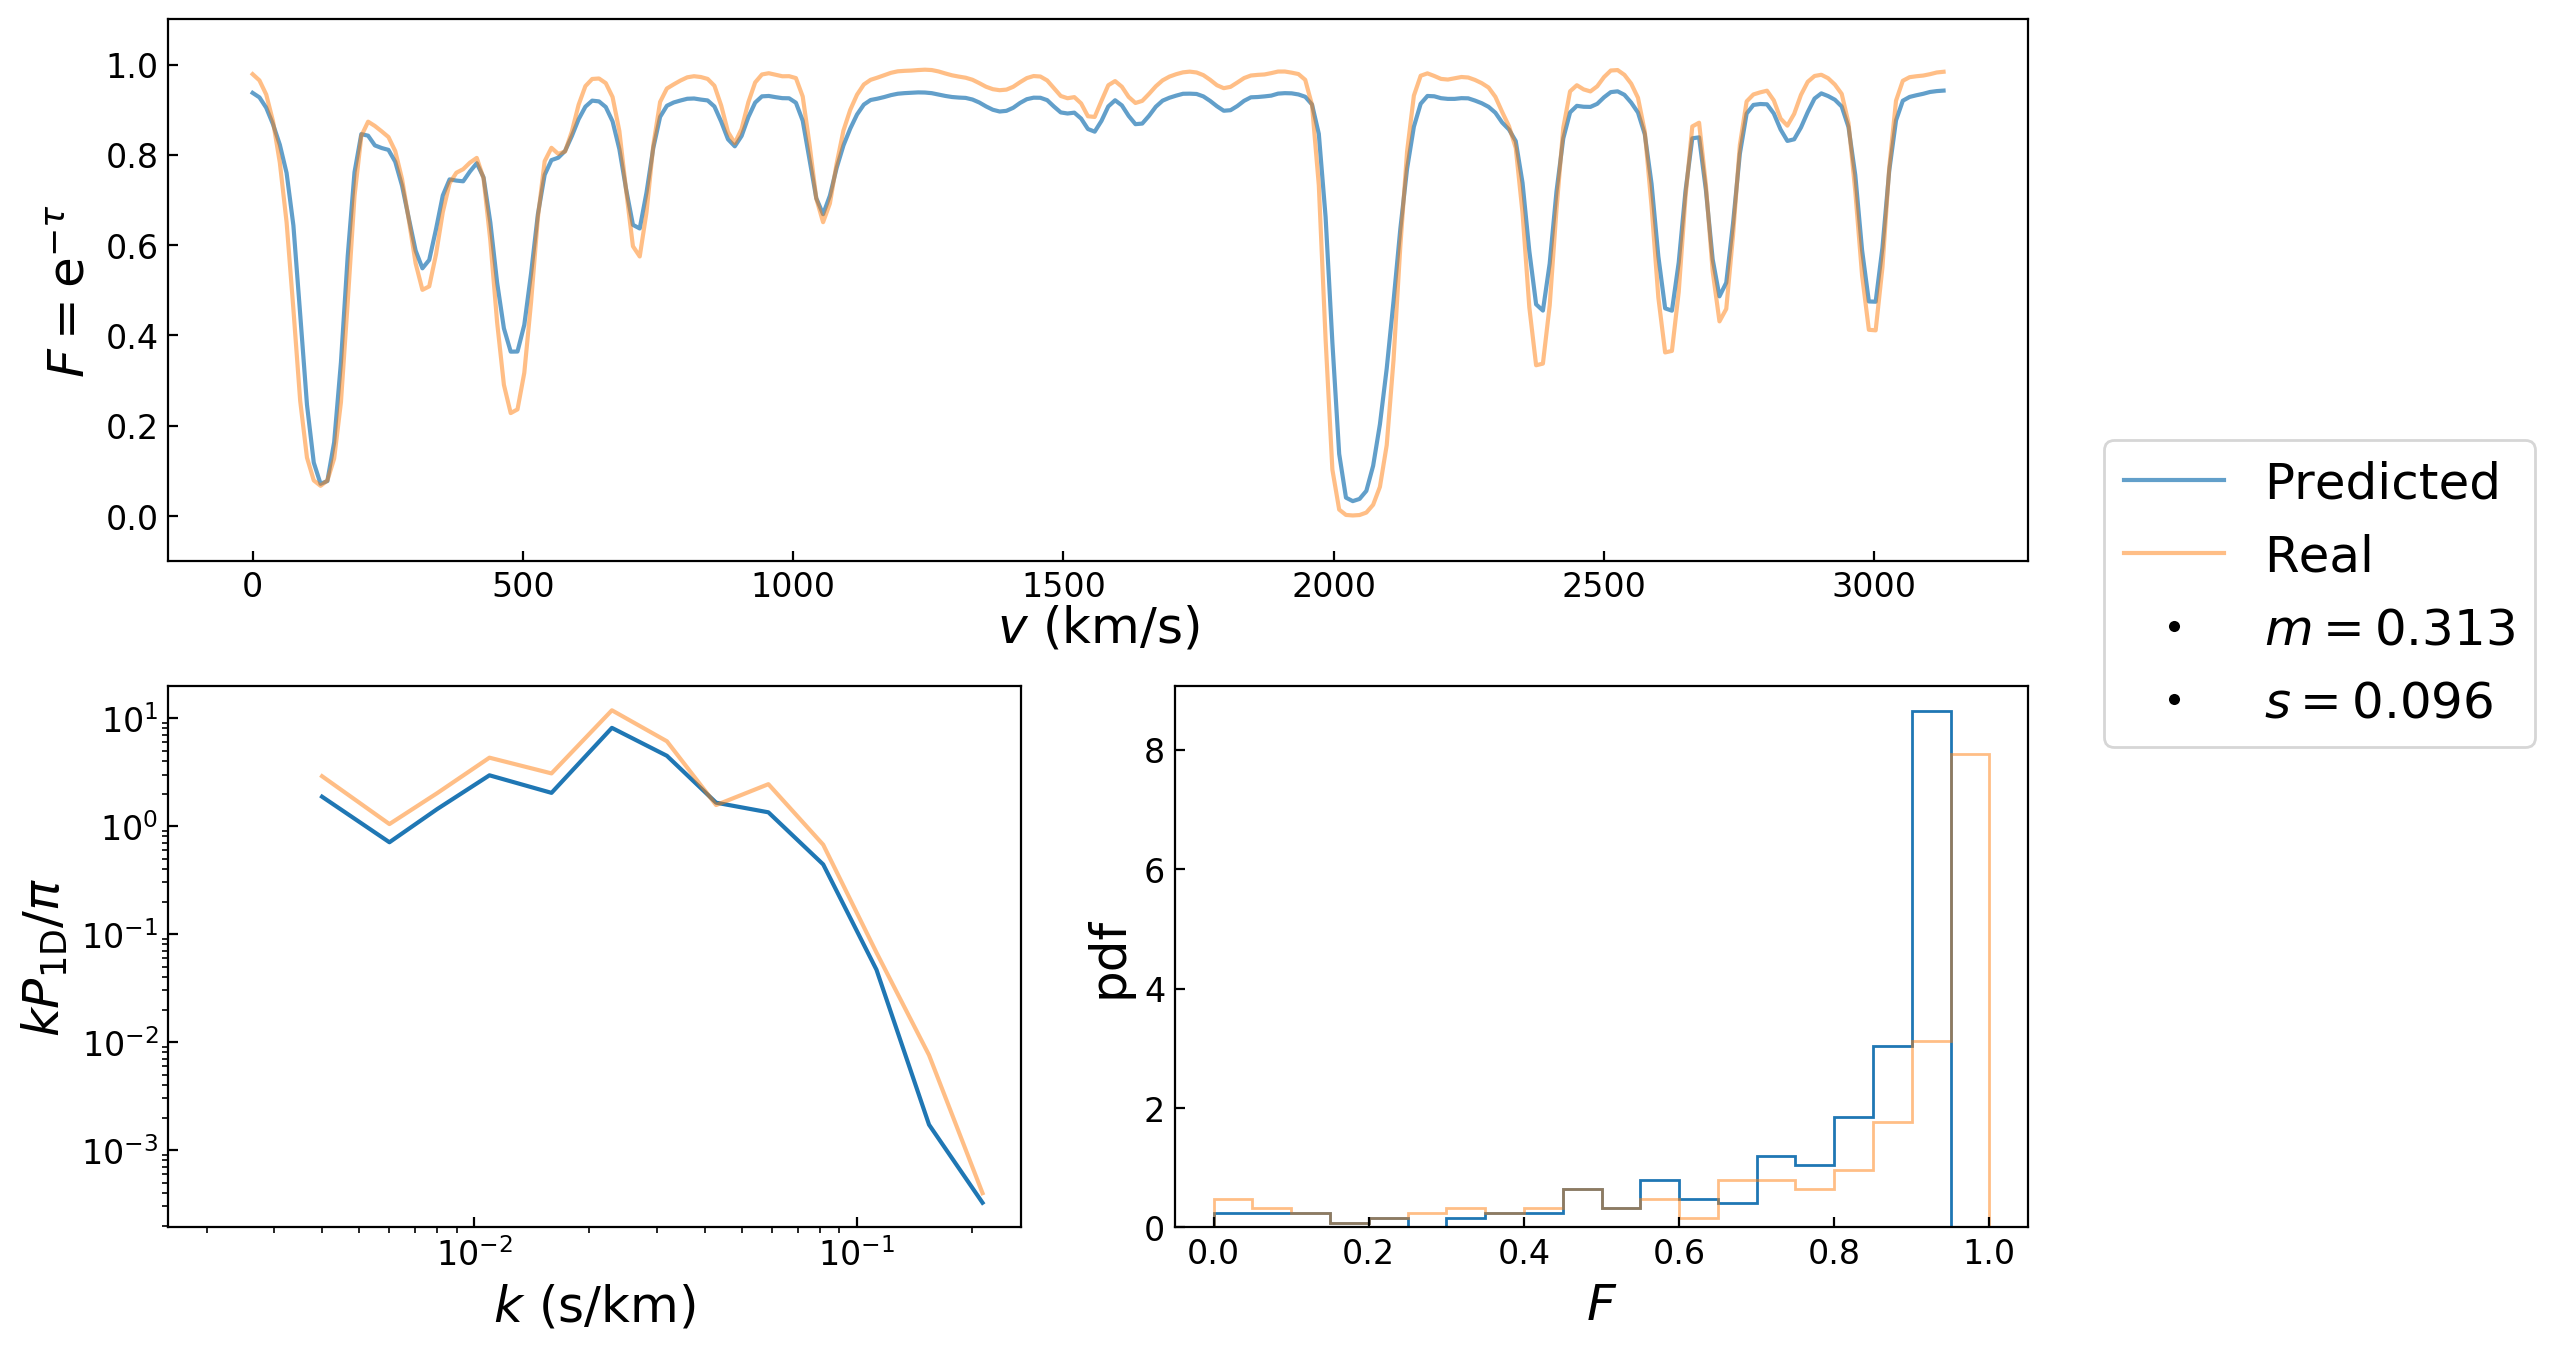 F = e^{−τ}
1.0
0.8
0.6
0.4
0.2
0.0
0 500 1000 1500 2000 2500 3000
v (km/s)
Predicted
Real
m = 0.313
s = 0.096
kP_{1D}/π
10^1
10^0
10^{−1}
10^{−2}
10^{−3}
10^{−2} 10^{−1}
k (s/km)
pdf
8
6
4
2
0
0.0 0.2 0.4 0.6 0.8 1.0
F